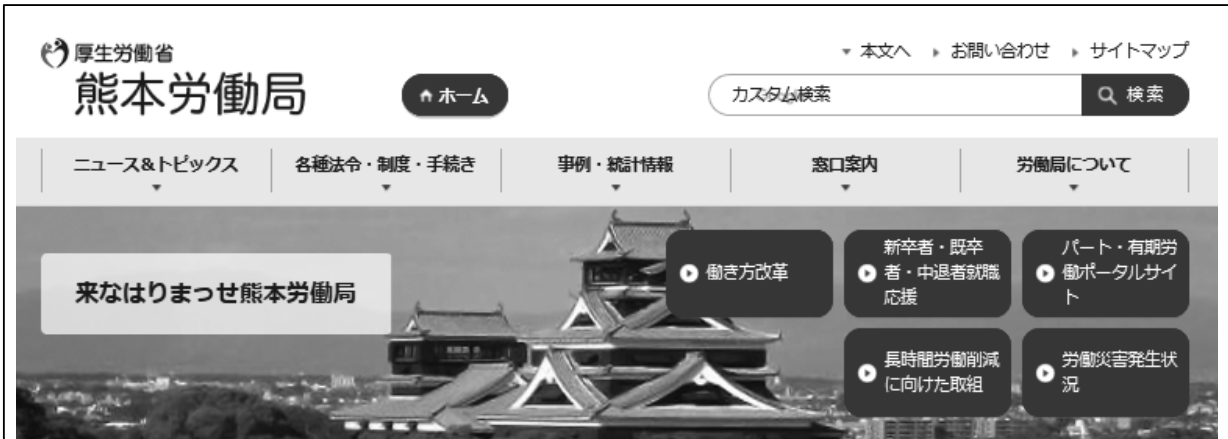 厚生労働省
熊本労働局
ホーム
本文へ お問い合わせ サイトマップ
カスタム検索 検索
ニュース&トピックス 各種法令・制度・手続き 事例・統計情報 窓口案内 労働局について
来なはりまっせ熊本労働局
働き方改革
新卒者・既卒
者・中退者就職
応援
パート・有期労
働ポータルサイ
ト
長時間労働削減
に向けた取組
労働災害発生状
況